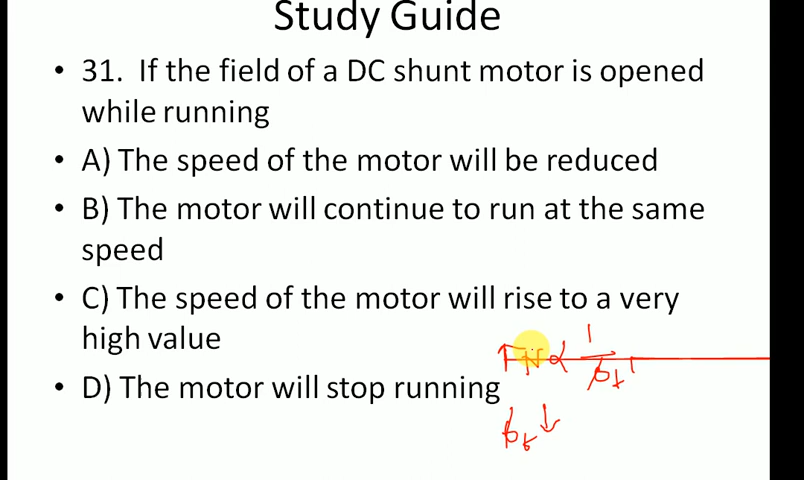 Study Guide
• 31. If the field of a DC shunt motor is opened
while running
• A) The speed of the motor will be reduced
• B) The motor will continue to run at the same
speed
• C) The speed of the motor will rise to a very
high value
• D) The motor will stop running
↑N ∝ 1
ϕf ↓